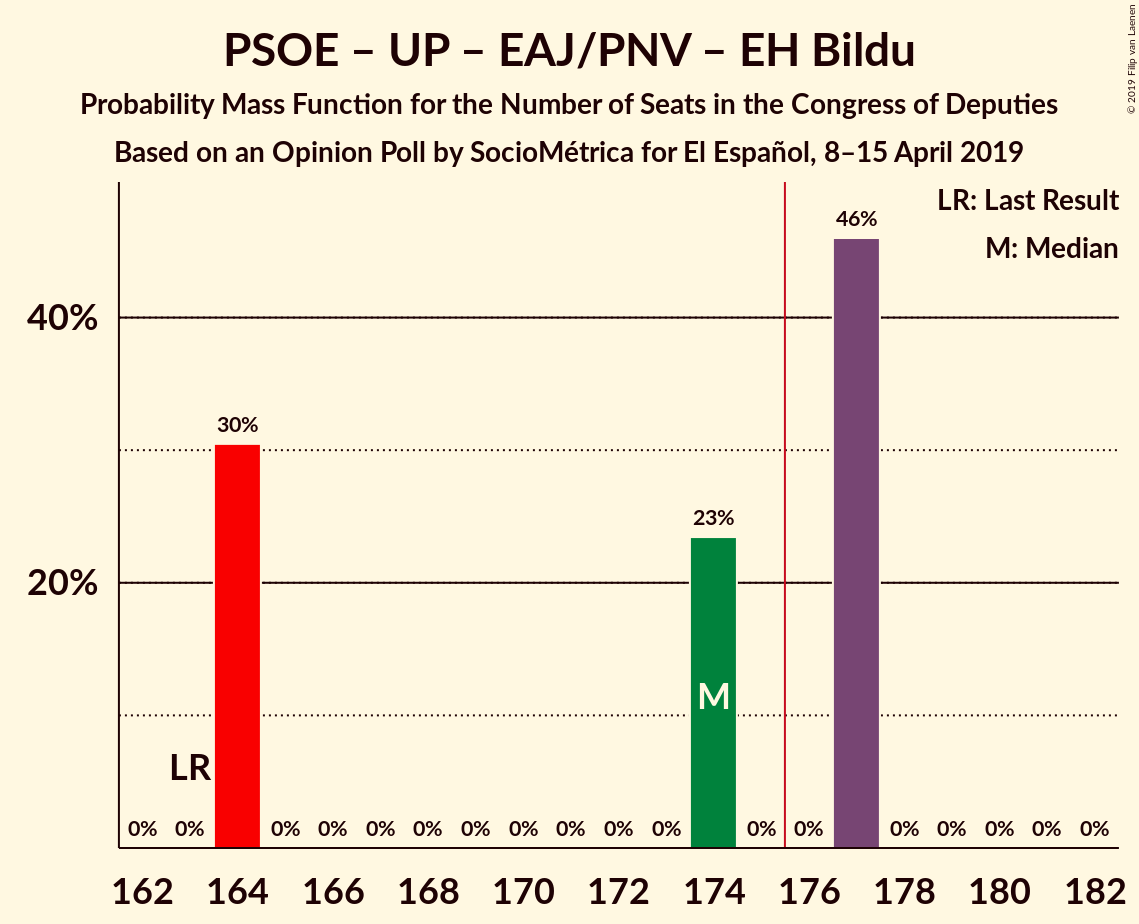 PSOE – UP – EAJ/PNV – EH Bildu
Probability Mass Function for the Number of Seats in the Congress of Deputies
Based on an Opinion Poll by SocioMétrica for El Español, 8–15 April 2019
© 2019 Filip van Laenen
LR: Last Result
M: Median
46%
40%
30%
23%
20%
M
LR
0% 0% 0% 0% 0% 0% 0% 0% 0% 0% 0% 0% 0% 0% 0% 0% 0% 0%
162 164 166 168 170 172 174 176 178 180 182